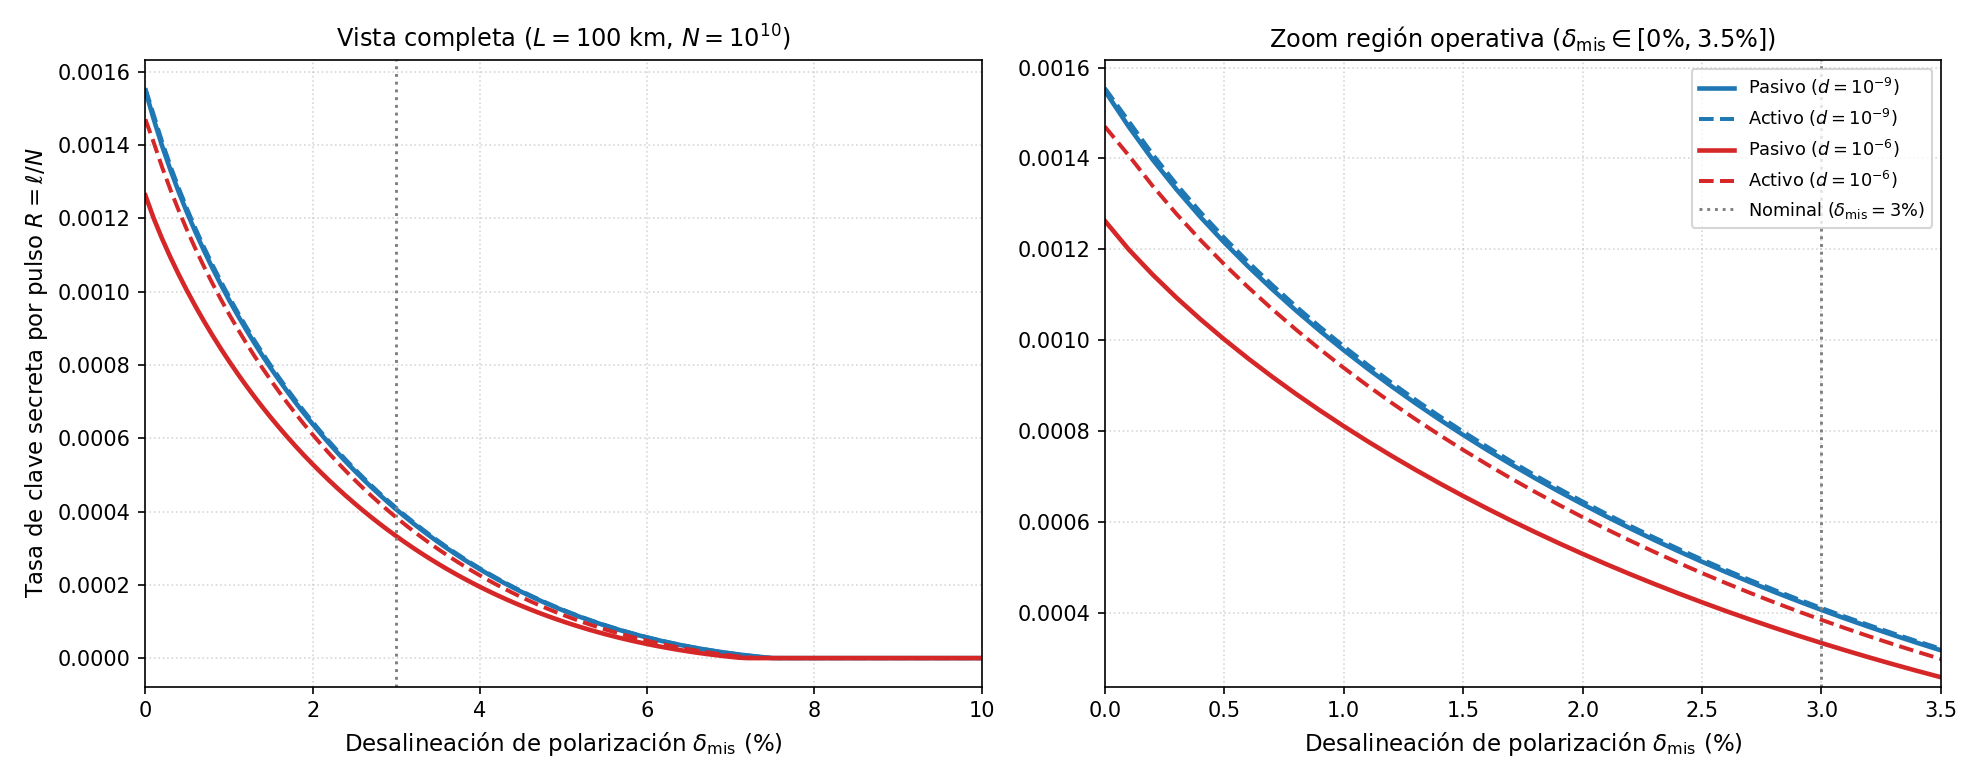 Vista completa (L = 100 km, N = 10¹⁰)
Tasa de clave secreta por pulso R = ℓ/N
0.0016
0.0014
0.0012
0.0010
0.0008
0.0006
0.0004
0.0002
0.0000
0 2 4 6 8 10
Desalineación de polarización δ_mis (%)
Zoom región operativa (δ_mis ∈ [0%, 3.5%])
0.0016
0.0014
0.0012
0.0010
0.0008
0.0006
0.0004
Pasivo (d = 10⁻⁹)
Activo (d = 10⁻⁹)
Pasivo (d = 10⁻⁶)
Activo (d = 10⁻⁶)
Nominal (δ_mis = 3%)
0.0 0.5 1.0 1.5 2.0 2.5 3.0 3.5
Desalineación de polarización δ_mis (%)